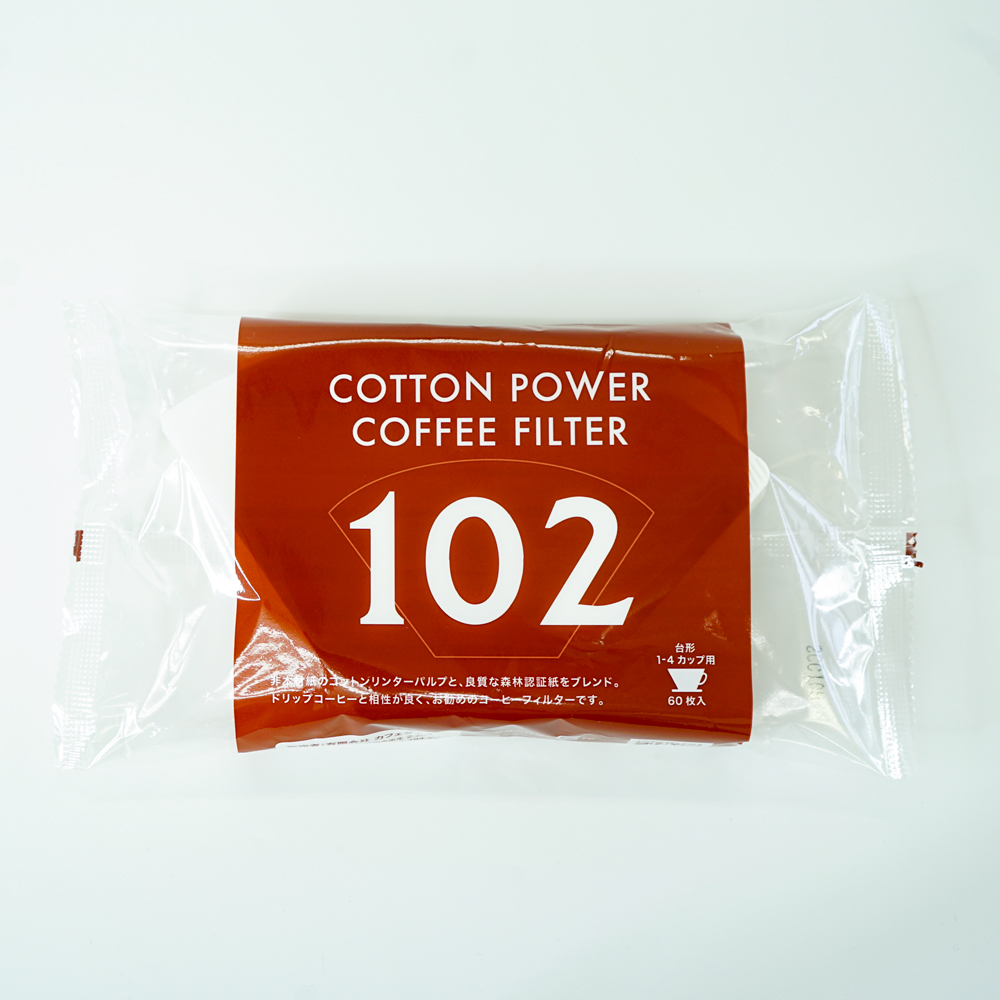 COTTON POWER
COFFEE FILTER
102
台形
1-4 カップ用
60 枚入
非木材紙のコットンリンターパルプと、良質な森林認証紙をブレンド。
ドリップコーヒーと相性が良く、お勧めのコーヒーフィルターです。